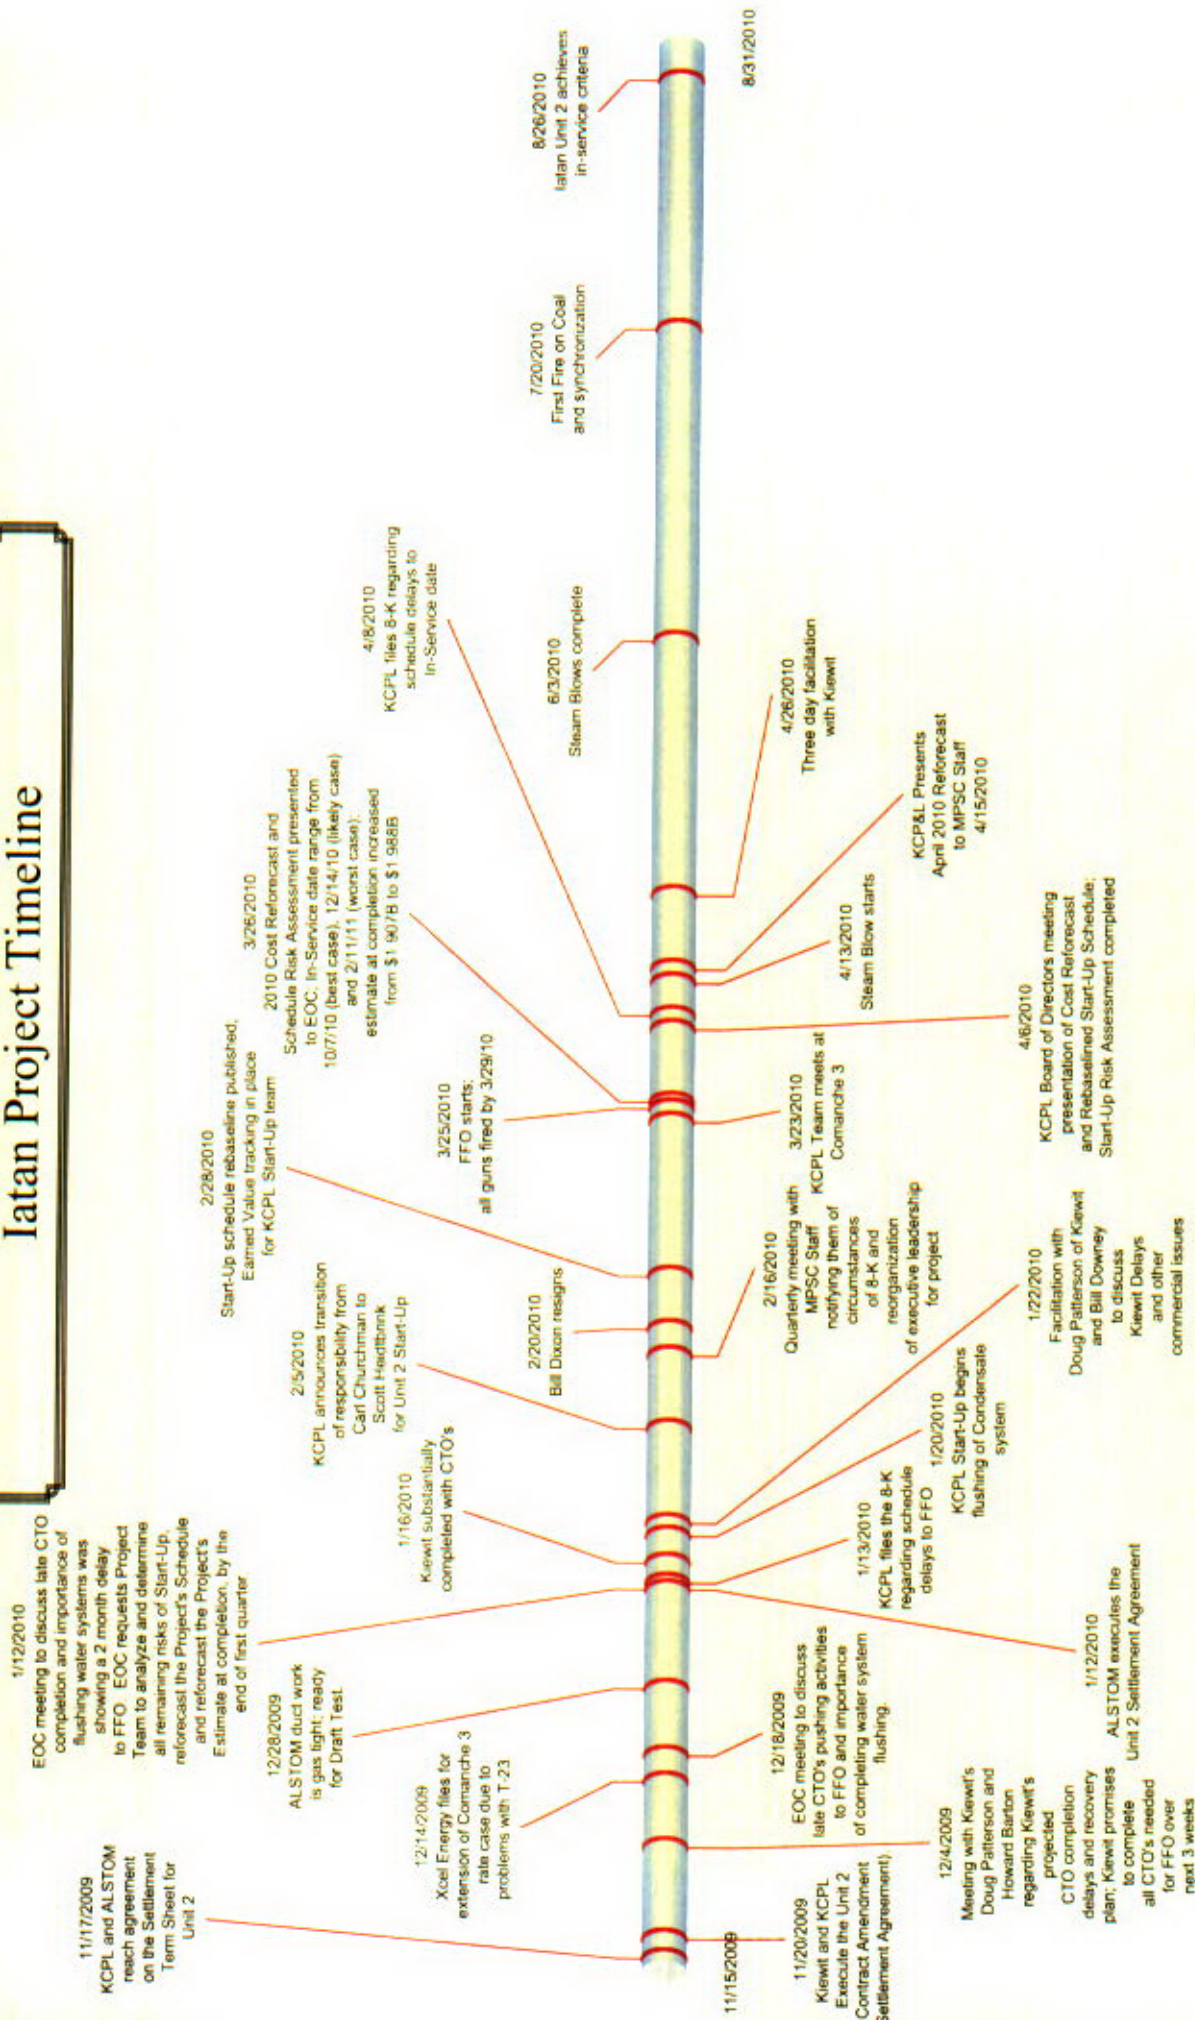 Iatan Project Timeline
11/17/2009
KCPL and ALSTOM
reach agreement
on the Settlement
Term Sheet for
Unit 2
1/12/2010
EOC meeting to discuss late CTO
completion and importance of
flushing water systems was
showing a 2 month delay
to FFO EOC requests Project
Team to analyze and determine
all remaining risks of Start-Up,
reforecast the Project's Schedule
and reforecast the Project's
Estimate at completion, by the
end of first quarter
12/28/2009
ALSTOM duct work
is gas tight; ready
for Draft Test
12/14/2009
Xcel Energy files for
extension of Comanche 3
rate case due to
problems with T-23
2/28/2010
Start-Up schedule rebaseline published,
Earned Value tracking in place
for KCPL Start-Up team
2/5/2010
KCPL announces transition
of responsibility from
Carl Churchman to
Scott Heidtbrink
for Unit 2 Start-Up
1/16/2010
Kiewit substantially
completed with CTO's
2/20/2010
Bill Dixon resigns
3/26/2010
2010 Cost Reforecast and
Schedule Risk Assessment presented
to EOC: In-Service date range from
10/7/10 (best case), 12/14/10 (likely case)
and 2/11/11 (worst case);
estimate at completion increased
from $1.907B to $1.988B
3/25/2010
FFO starts;
all guns fired by 3/29/10
4/8/2010
KCPL files 8-K regarding
schedule delays to
In-Service date
6/3/2010
Steam Blows complete
7/20/2010
First Fire on Coal
and synchronization
8/26/2010
Iatan Unit 2 achieves
in-service criteria
11/15/2009
8/31/2010
11/20/2009
Kiewit and KCPL
Execute the Unit 2
Contract Amendment
Settlement Agreement).
12/4/2009
Meeting with Kiewit's
Doug Patterson and
Howard Barton
regarding Kiewit's
projected
CTO completion
delays and recovery
plan; Kiewit promises
to complete
all CTO's needed
for FFO over
next 3 weeks
12/18/2009
EOC meeting to discuss
late CTO's pushing activities
to FFO and importance
of completing water system
flushing.
1/12/2010
ALSTOM executes the
Unit 2 Settlement Agreement
1/13/2010
KCPL files the 8-K
regarding schedule
delays to FFO
1/20/2010
KCPL Start-Up begins
flushing of Condensate
system
1/22/2010
Facilitation with
Doug Patterson of Kiewit
and Bill Downey
to discuss
Kiewit Delays
and other
commercial issues
2/16/2010
Quarterly meeting with
MPSC Staff
notifying them of
circumstances
of 8-K and
reorganization
of executive leadership
for project
3/23/2010
KCPL Team meets at
Comanche 3
4/6/2010
KCPL Board of Directors meeting
presentation of Cost Reforecast
and Rebaselined Start-Up Schedule;
Start-Up Risk Assessment completed
4/13/2010
Steam Blow starts
KCP&L Presents
April 2010 Reforecast
to MPSC Staff
4/15/2010
4/26/2010
Three day facilitation
with Kiewit